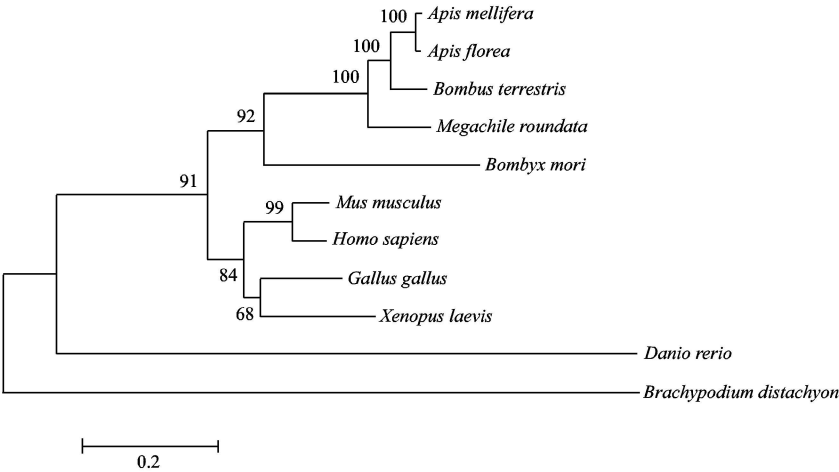 100
Apis mellifera
100
Apis florea
100
Bombus terrestris
92
Megachile roundata
Bombyx mori
91
Mus musculus
99
Homo sapiens
84
Gallus gallus
68
Xenopus laevis
Danio rerio
Brachypodium distachyon
0.2